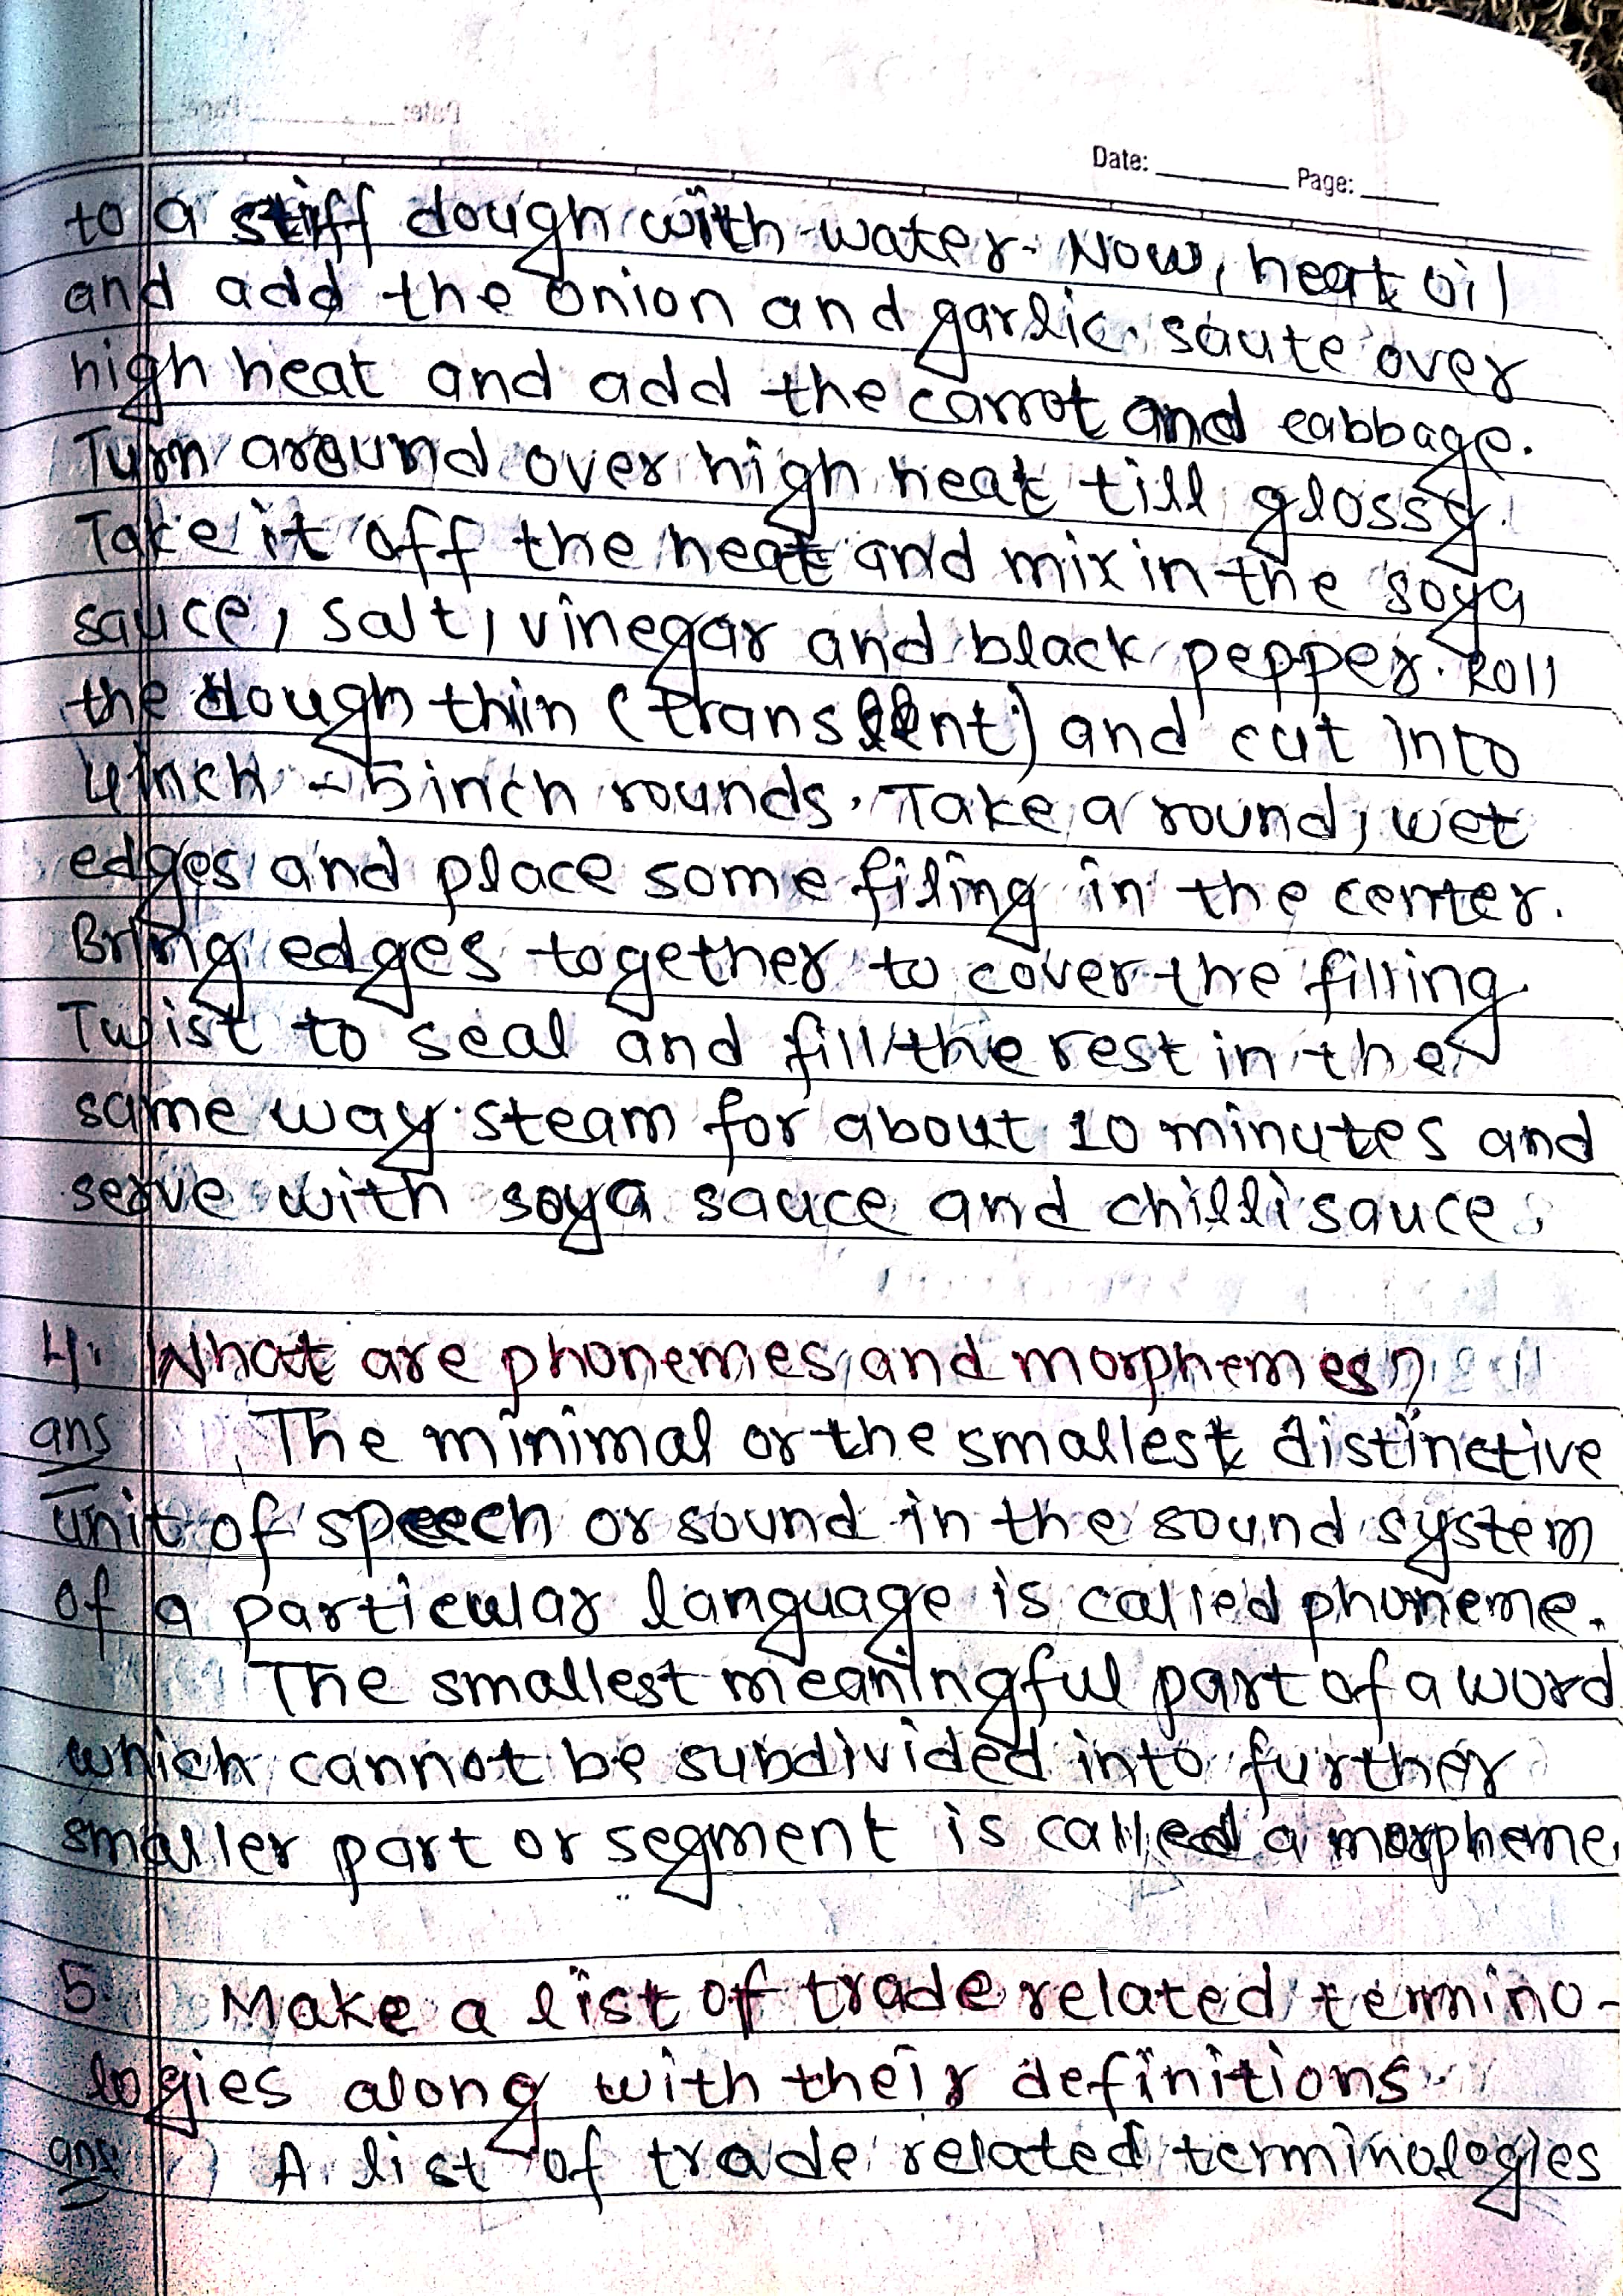 Date: Page:
to a stiff dough with water. Now, heat oil
and add the onion and garlic. saute over
high heat and add the carrot and cabbage.
Turn around over high heat till glossy.
Take it off the heat and mix in the soya
sauce, salt, vinegar and black pepper. Roll
the dough thin and cut into
4 inch - 5 inch rounds. Take a round, wet
edges and place some filing in the center.
Bring edges together to cover the filling.
Twist to seal and fill the rest in the
same way. steam for about 10 minutes and
serve with soya sauce and chilli sauce.
4. What are phonemes and morphemes?
ans The minimal or the smallest distinctive
unit of speech or sound in the sound system
of a particular language is called phoneme.
The smallest meaningful part of a word
which cannot be subdivided into further
smaller part or segment is called a morpheme.
5. Make a list of trade related termino-
logies along with their definitions.
ans A list of trade related terminologies